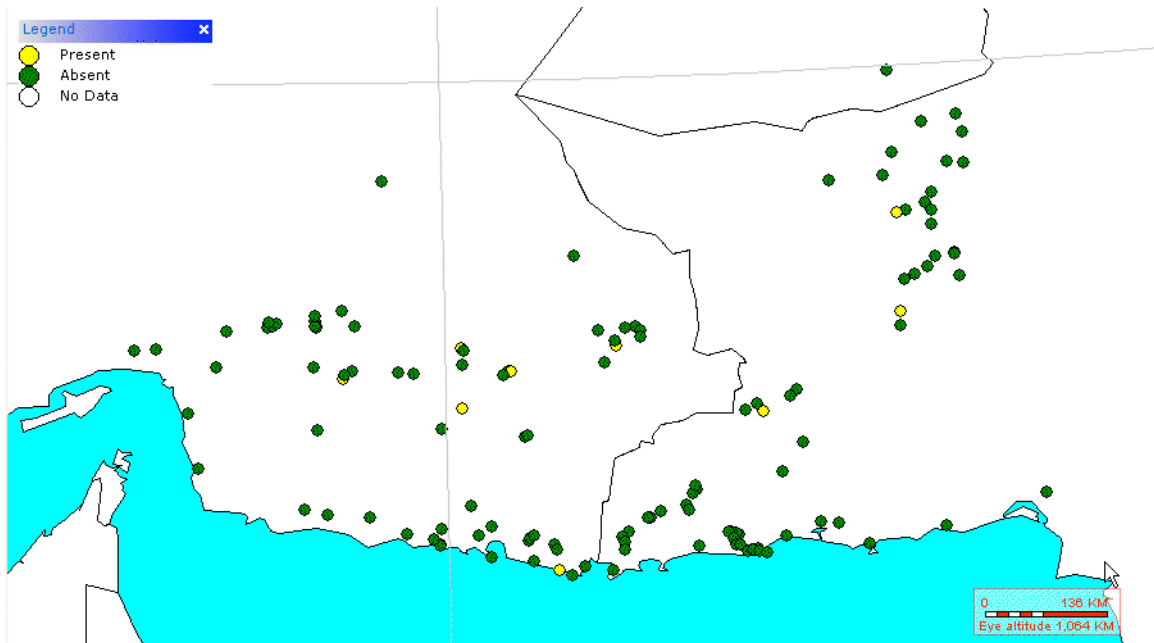 Legend
Present
Absent
No Data
0 136 KM
Eye altitude 1,064 KM